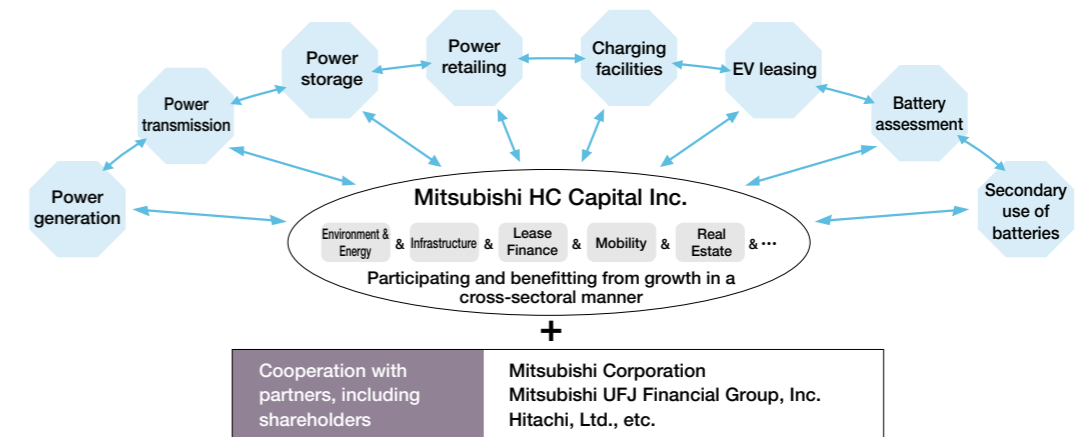 Power
generation
Power
transmission
Power
storage
Power
retailing
Charging
facilities
EV leasing
Battery
assessment
Secondary
use of
batteries
Mitsubishi HC Capital Inc.
Environment &
Energy
&
Infrastructure
&
Lease
Finance
&
Mobility
&
Real
Estate
& ···
Participating and benefitting from growth in a
cross-sectoral manner
+
Cooperation with
partners, including
shareholders
Mitsubishi Corporation
Mitsubishi UFJ Financial Group, Inc.
Hitachi, Ltd., etc.